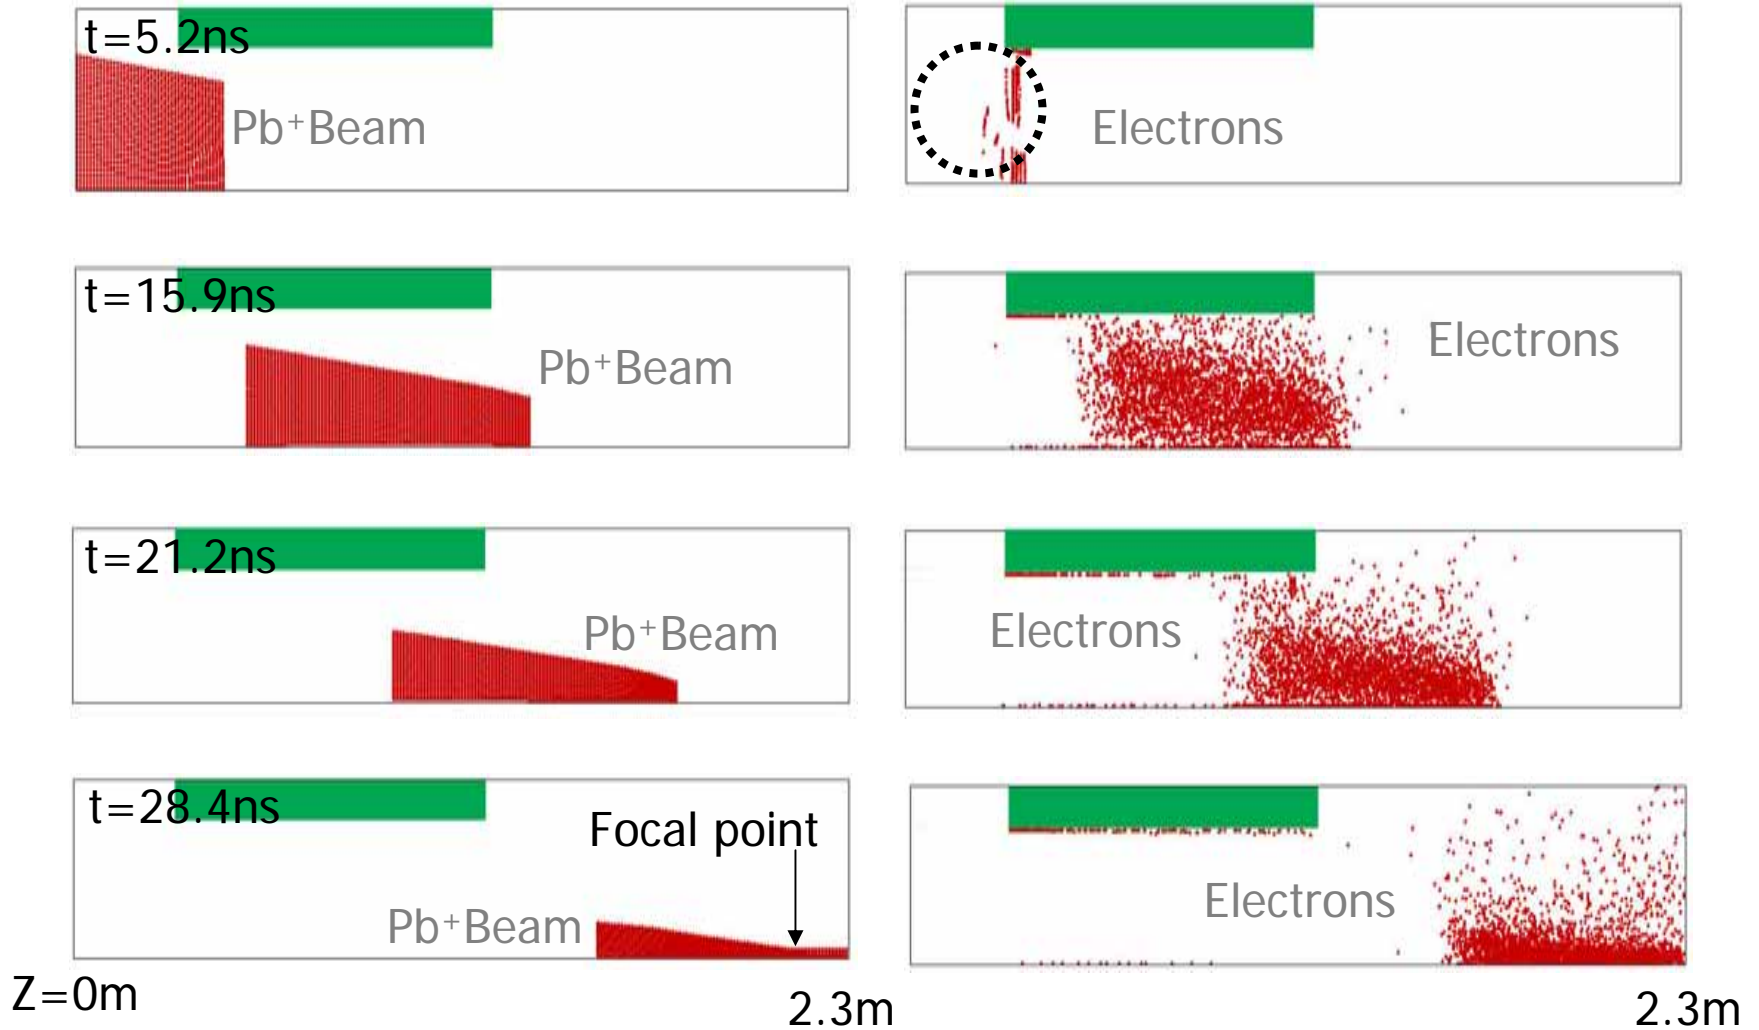 t=5.2ns
Pb⁺Beam
Electrons
t=15.9ns
Pb⁺Beam
Electrons
t=21.2ns
Pb⁺Beam
Electrons
t=28.4ns
Focal point
Pb⁺Beam
Electrons
Z=0m
2.3m
2.3m